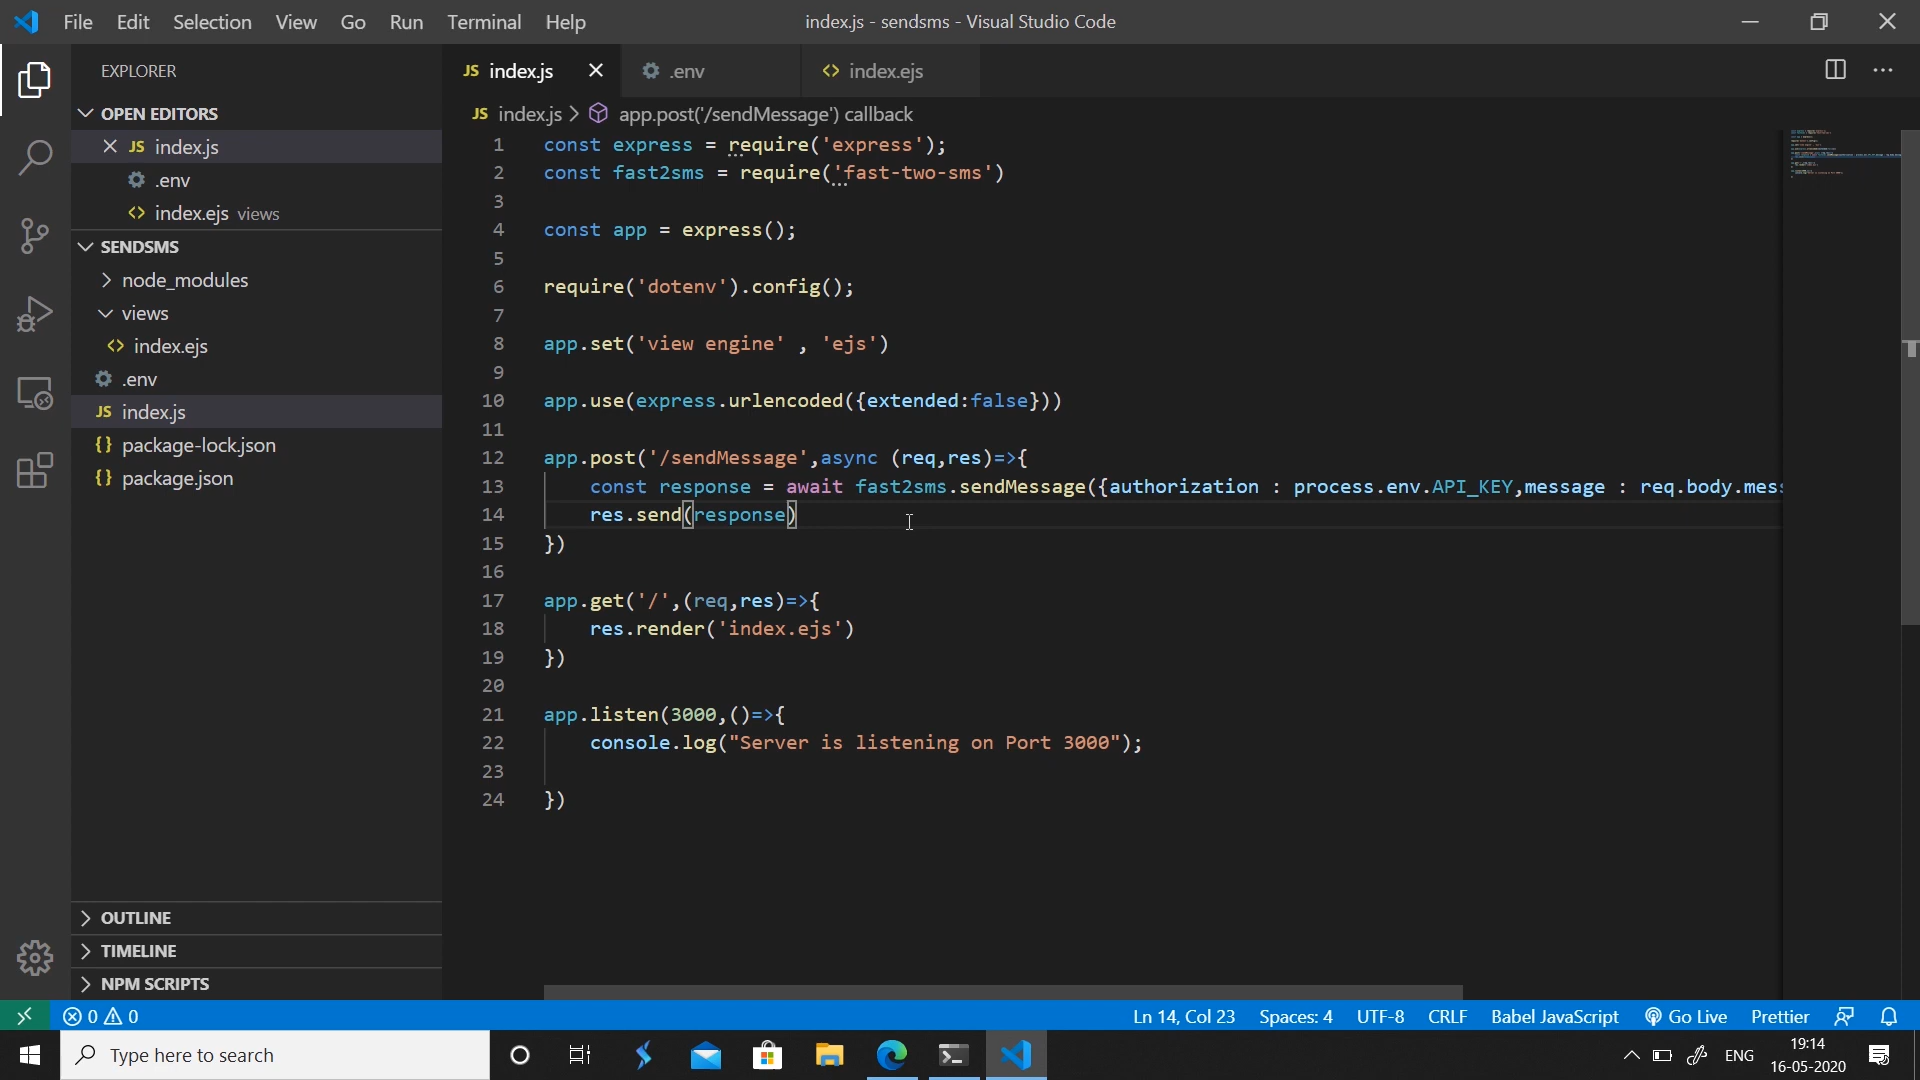 File Edit Selection View Go Run Terminal Help
index.js - sendsms - Visual Studio Code
EXPLORER
OPEN EDITORS
JS index.js
.env
index.ejs views
SENDSMS
node_modules
views
index.ejs
.env
JS index.js
{} package-lock.json
{} package.json
OUTLINE
TIMELINE
NPM SCRIPTS
JS index.js
.env
index.ejs
JS index.js > app.post('/sendMessage') callback
1 const express = require('express');
2 const fast2sms = require('fast-two-sms')
3
4 const app = express();
5
6 require('dotenv').config();
7
8 app.set('view engine' , 'ejs')
9
10 app.use(express.urlencoded({extended:false}))
11
12 app.post('/sendMessage',async (req,res)=>{
13 const response = await fast2sms.sendMessage({authorization : process.env.API_KEY,message : req.body.mess
14 res.send(response)
15 })
16
17 app.get('/',(req,res)=>{
18 res.render('index.ejs')
19 })
20
21 app.listen(3000,()=>{
22 console.log("Server is listening on Port 3000");
23
24 })
0 0
Ln 14, Col 23 Spaces: 4 UTF-8 CRLF Babel JavaScript Go Live Prettier
Type here to search
ENG
19:14
16-05-2020